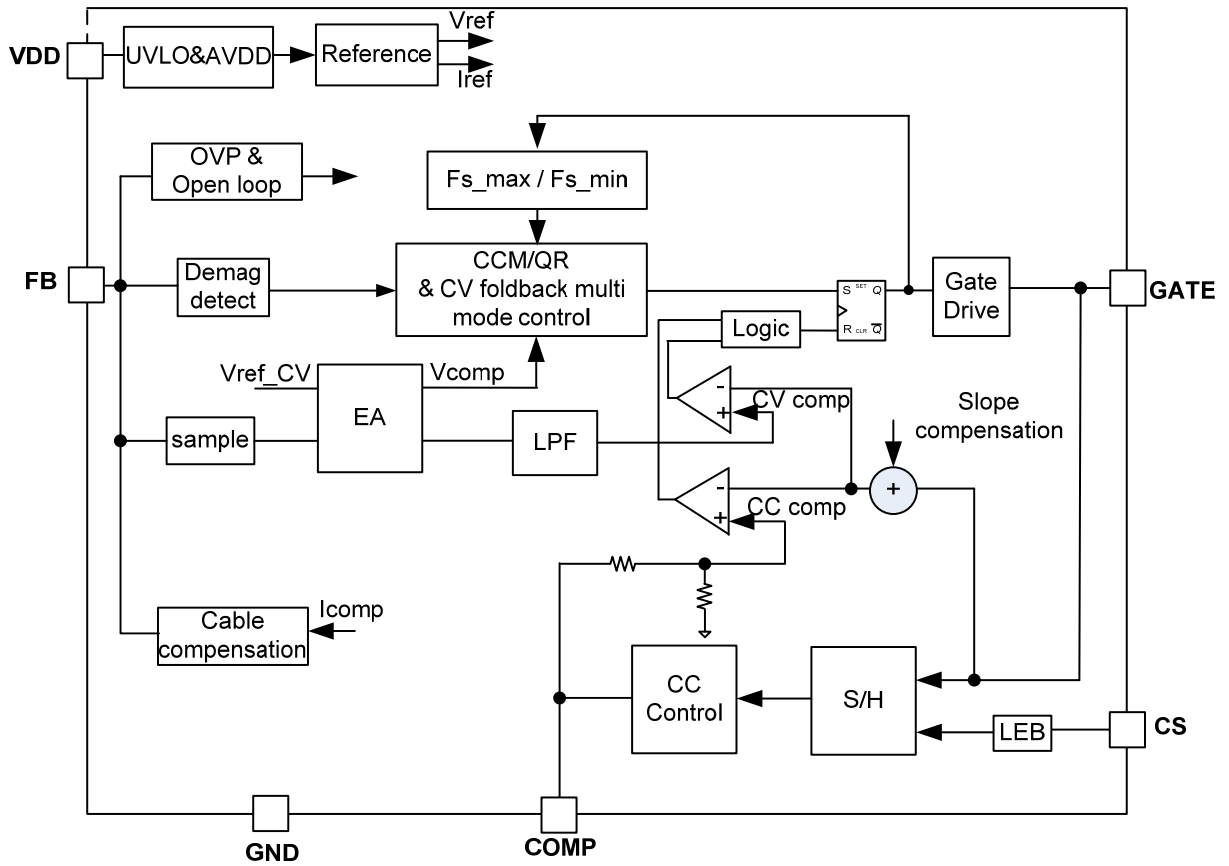 VDD
UVLO&AVDD
Reference
Vref
Iref
OVP &
Open loop
Fs_max / Fs_min
FB
Demag
detect
CCM/QR
& CV foldback multi
mode control
S SET Q
R CLR Q
Gate
Drive
GATE
Logic
Vref_CV
Vcomp
EA
-
+
CV comp
Slope
compensation
sample
LPF
+
-
+
CC comp
Cable
compensation
Icomp
CC
Control
S/H
LEB
CS
GND
COMP